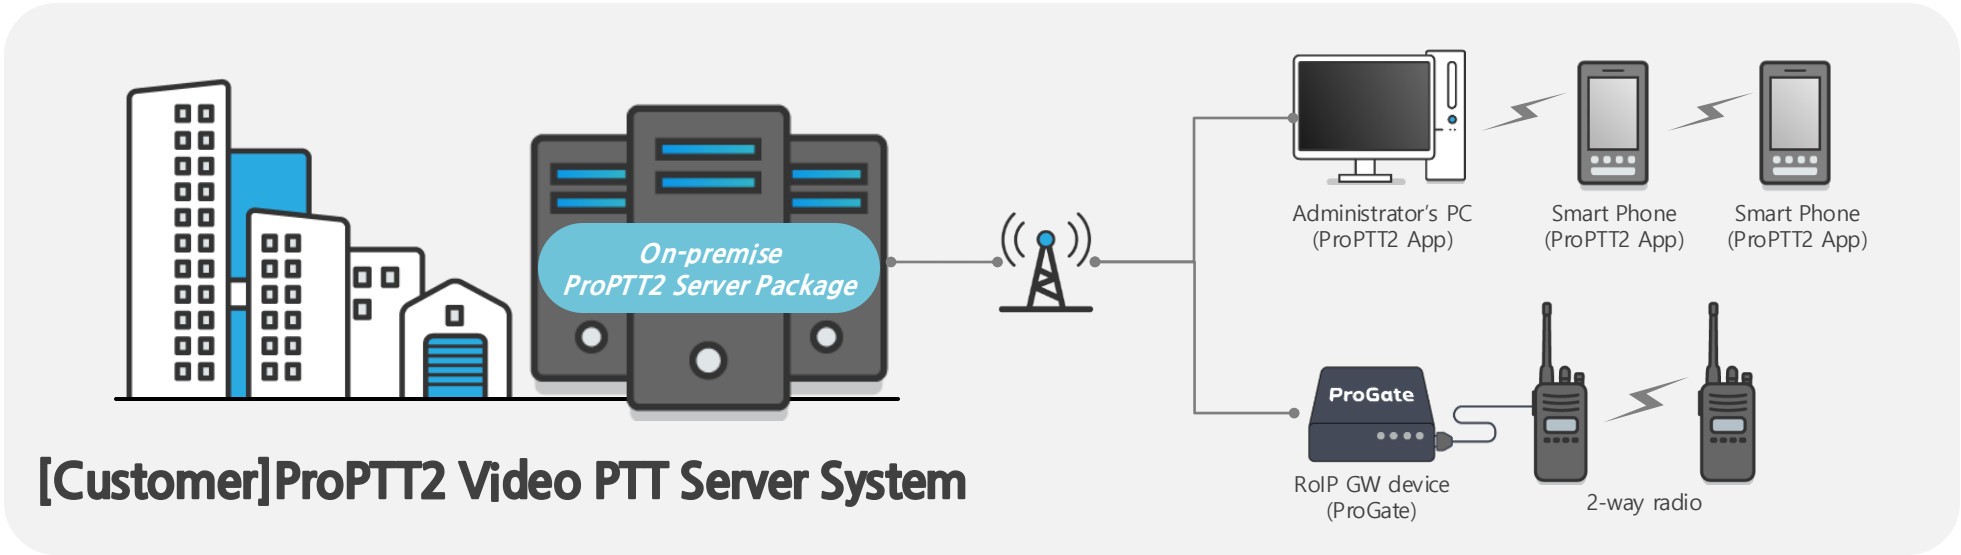 On-premise
ProPTT2 Server Package
[Customer]ProPTT2 Video PTT Server System
Administrator's PC
(ProPTT2 App)
Smart Phone
(ProPTT2 App)
Smart Phone
(ProPTT2 App)
ProGate
RoIP GW device
(ProGate)
2-way radio